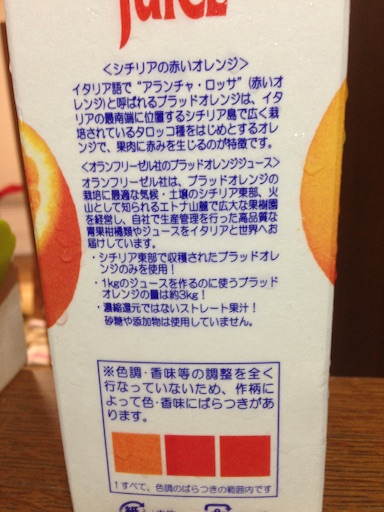 Juice
<シチリアの赤いオレンジ>
イタリア語で“アランチャ・ロッサ”(赤いオ
レンジ)と呼ばれるブラッドオレンジは、イタ
リアの最南端に位置するシチリア島で広く栽
培されているタロッコ種をはじめとするオレ
ンジで、果肉に赤みを生じるのが特徴です。
<オランフリーゼル社のブラッドオレンジジュース>
オランフリーゼル社は、ブラッドオレンジの
栽培に最適な気候・土壌のシチリア東部、火
山として知られるエトナ山麓で広大な果樹園
を経営し、自社で生産管理を行った高品質な
青果柑種類やジュースをイタリアと世界へお
届けしています。
・シチリア東部で収穫されたブラッドオ
レンジのみを使用!
・1kgのジュースを作るのに使うブラッド
オレンジの量は約3kg!
・濃縮還元ではないストレート果汁!
砂糖や添加物は使用していません。
※色調・香味等の調整を全く
行なっていないため、作柄に
よって色・香味にばらつきがあ
ります。
↑すべて、色調のばらつきの範囲内です
紙